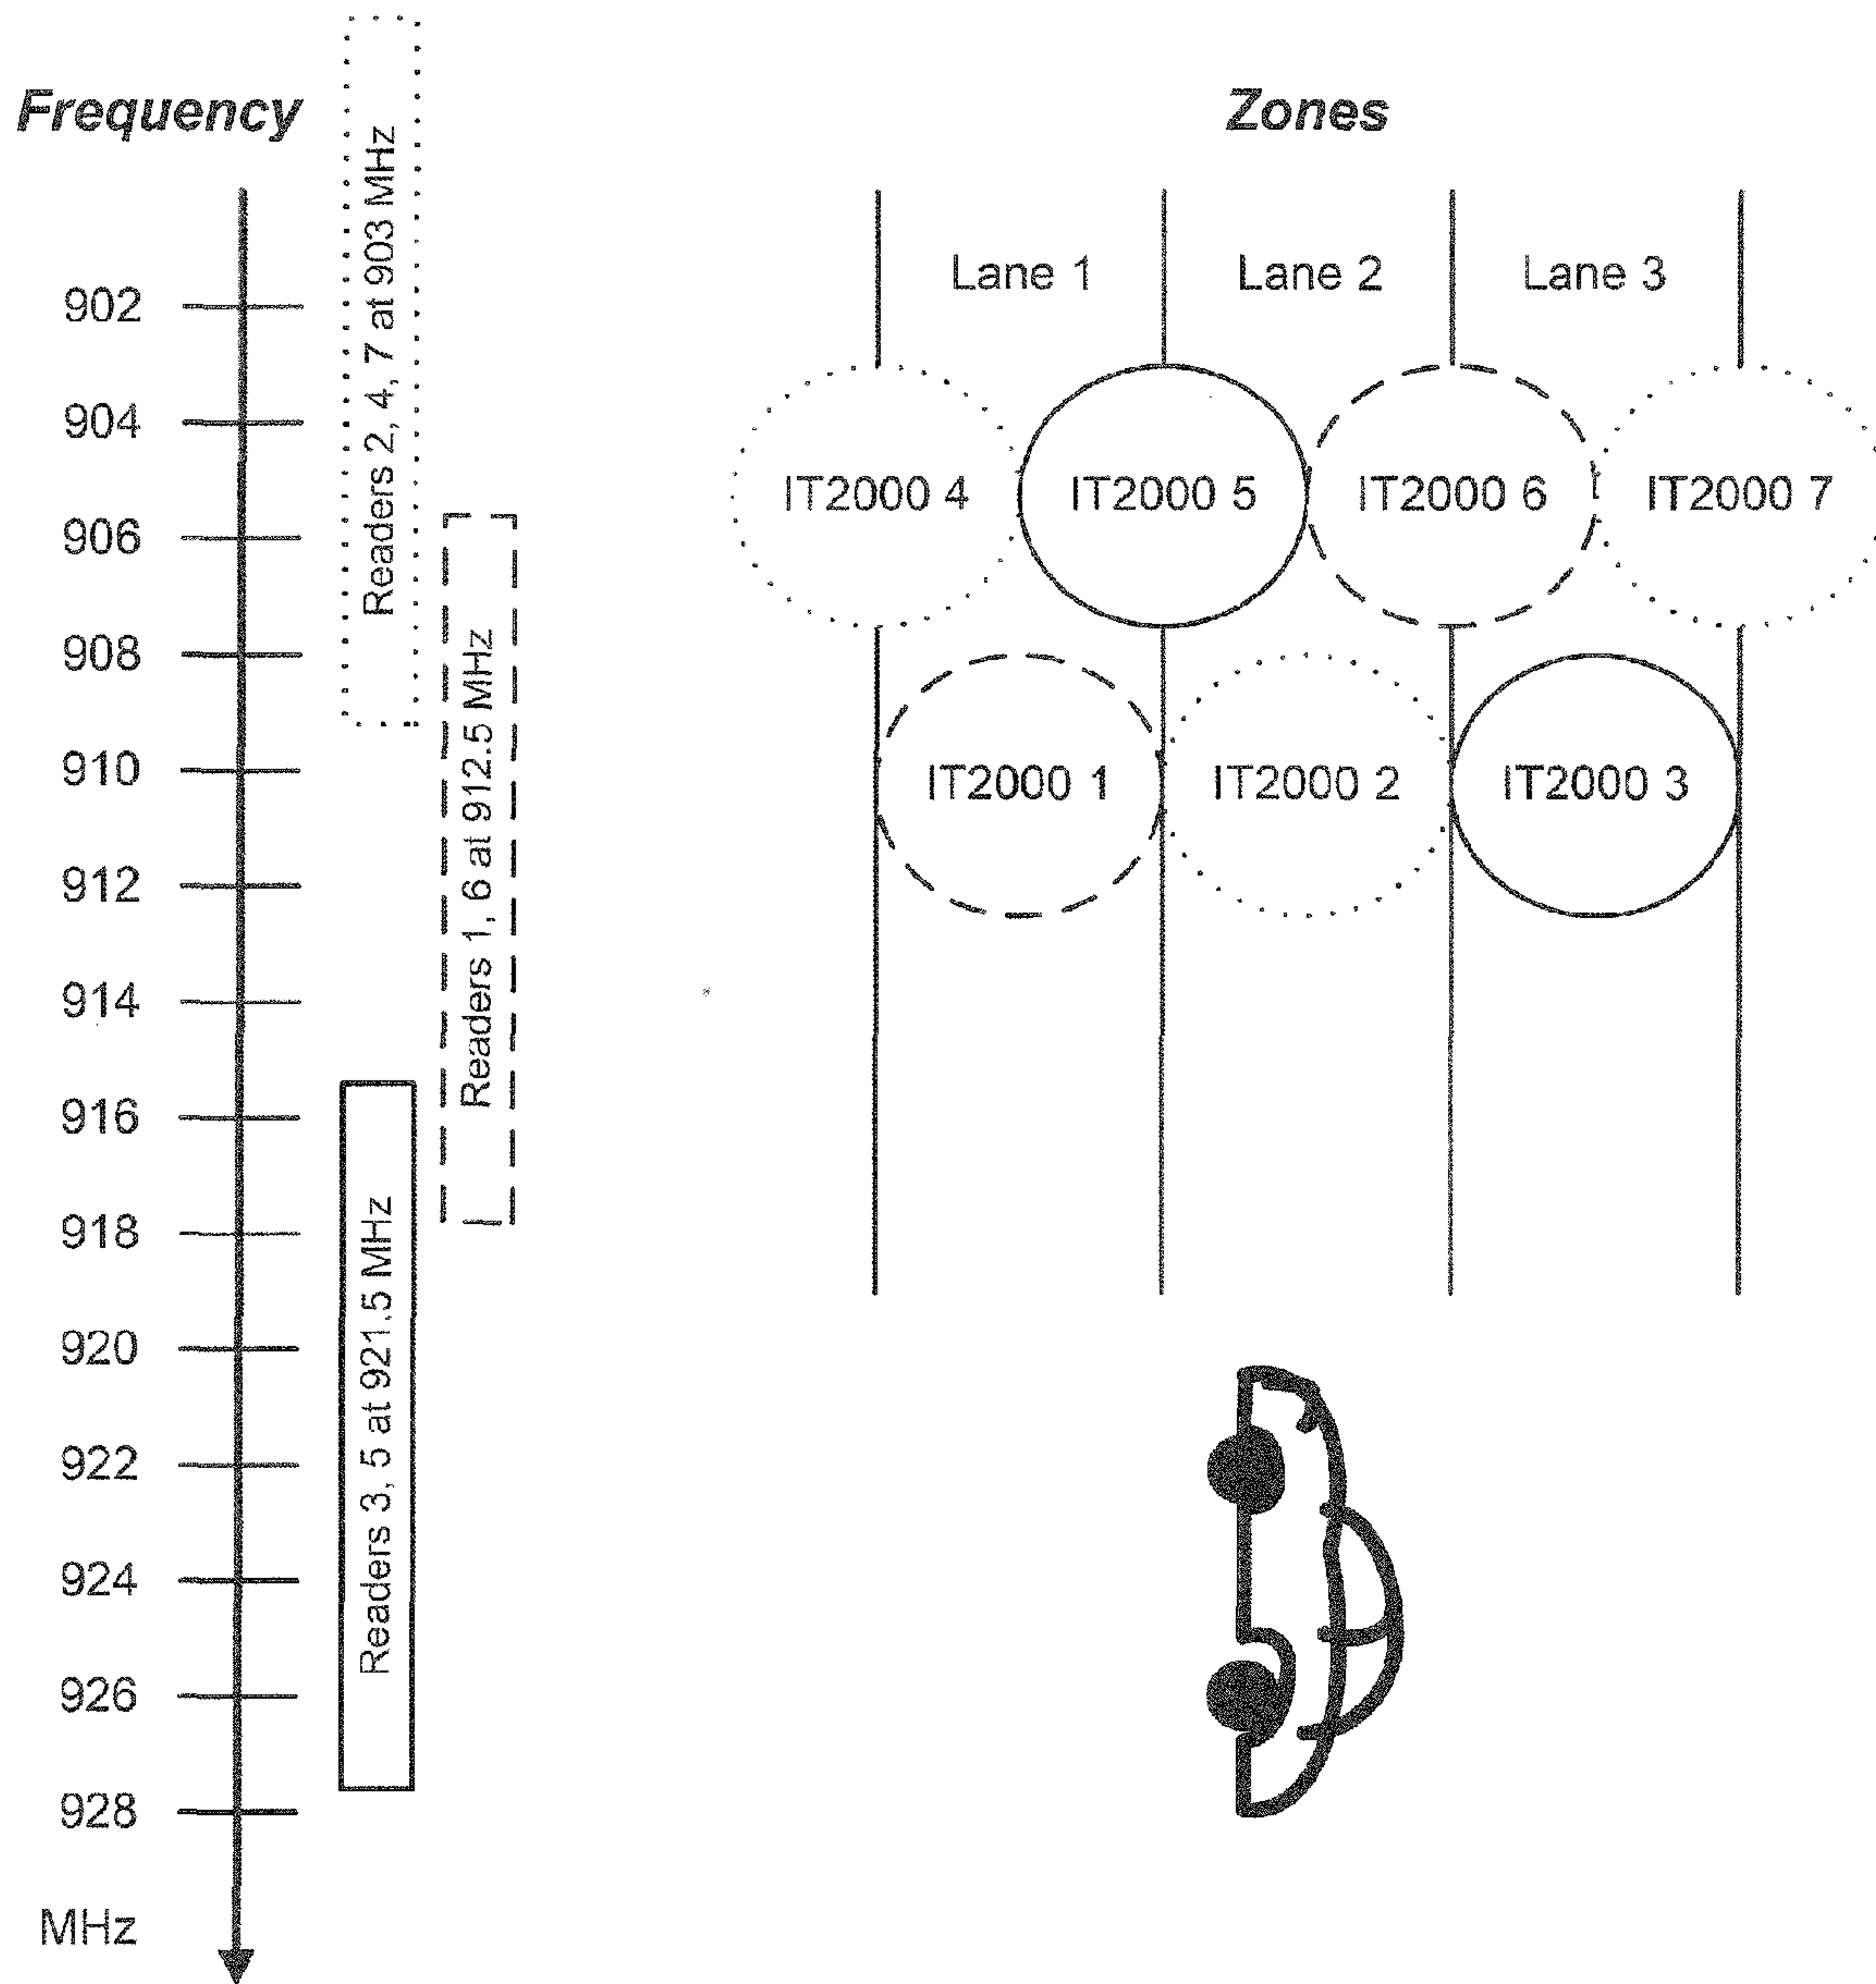 Frequency
Zones
Readers 2, 4, 7 at 903 MHz
Readers 1, 6 at 912.5 MHz
Readers 3, 5 at 921.5 MHz
902
904
906
908
910
912
914
916
918
920
922
924
926
928
MHz
Lane 1
Lane 2
Lane 3
IT2000 4
IT2000 5
IT2000 6
IT2000 7
IT2000 1
IT2000 2
IT2000 3